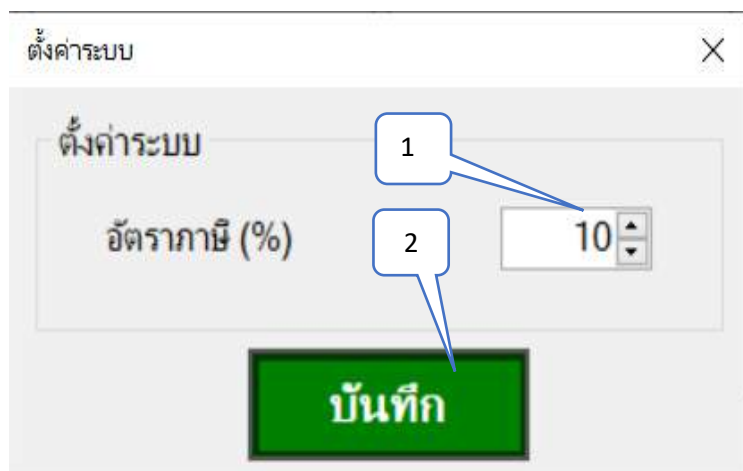 ตั้งค่าระบบ
ตั้งค่าระบบ
1
อัตราภาษี (%)
2
10
บันทึก